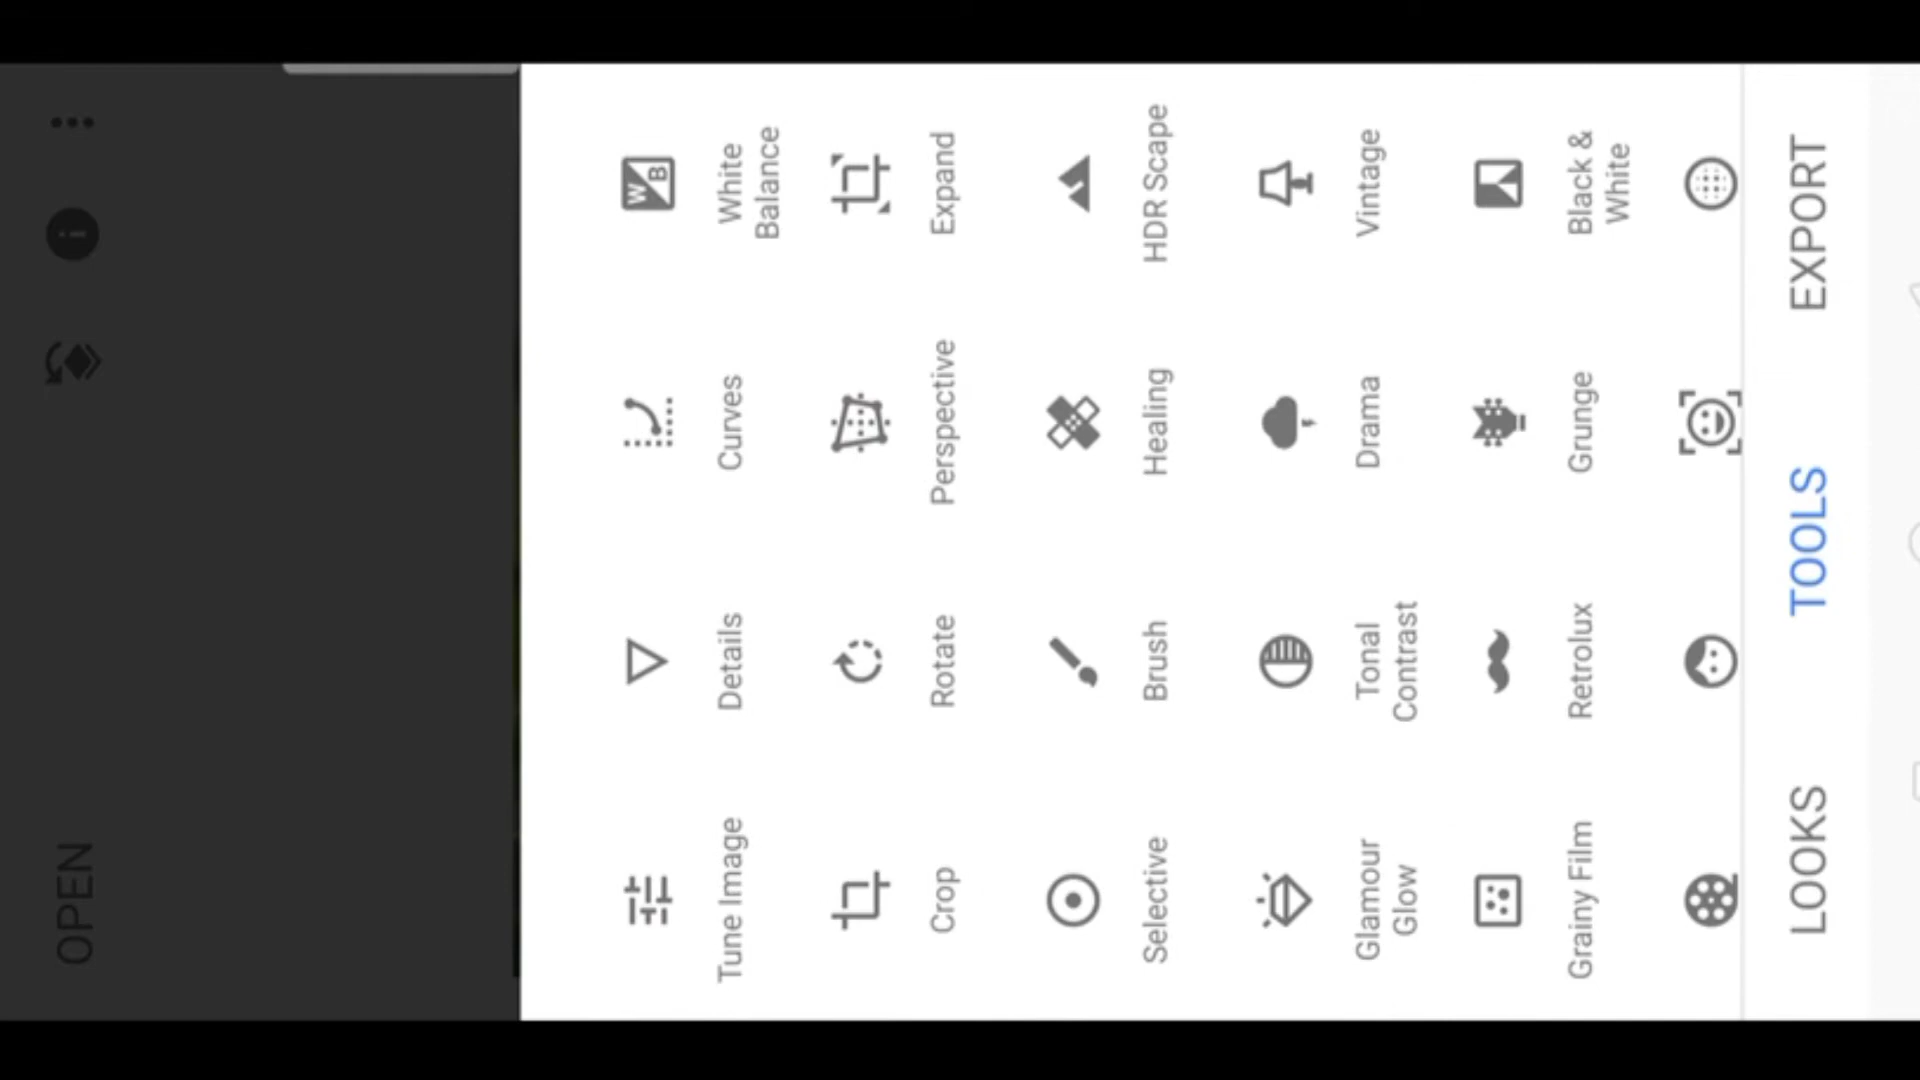 OPEN
Tune Image
Details
Curves
White
Balance
Crop
Rotate
Perspective
Expand
Selective
Brush
Healing
HDR Scape
Glamour
Glow
Tonal
Contrast
Drama
Vintage
Grainy Film
Retrolux
Grunge
Black &
White
LOOKS
TOOLS
EXPORT